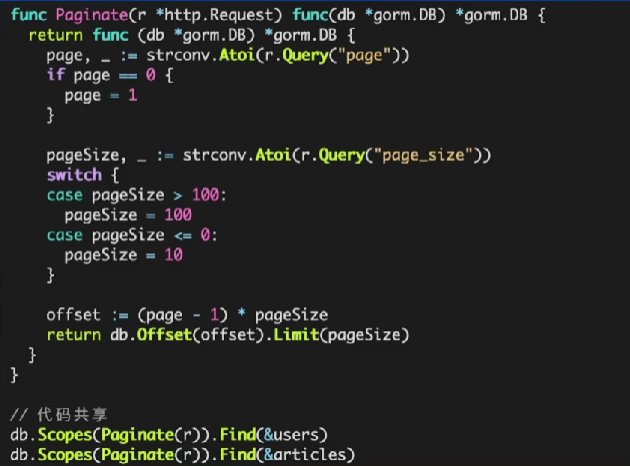 func Paginate(r *http.Request) func(db *gorm.DB) *gorm.DB {
  return func (db *gorm.DB) *gorm.DB {
    page, _ := strconv.Atoi(r.Query("page"))
    if page == 0 {
      page = 1
    }

    pageSize, _ := strconv.Atoi(r.Query("page_size"))
    switch {
    case pageSize > 100:
      pageSize = 100
    case pageSize <= 0:
      pageSize = 10
    }

    offset := (page - 1) * pageSize
    return db.Offset(offset).Limit(pageSize)
  }
}

// 代码共享
db.Scopes(Paginate(r)).Find(&users)
db.Scopes(Paginate(r)).Find(&articles)